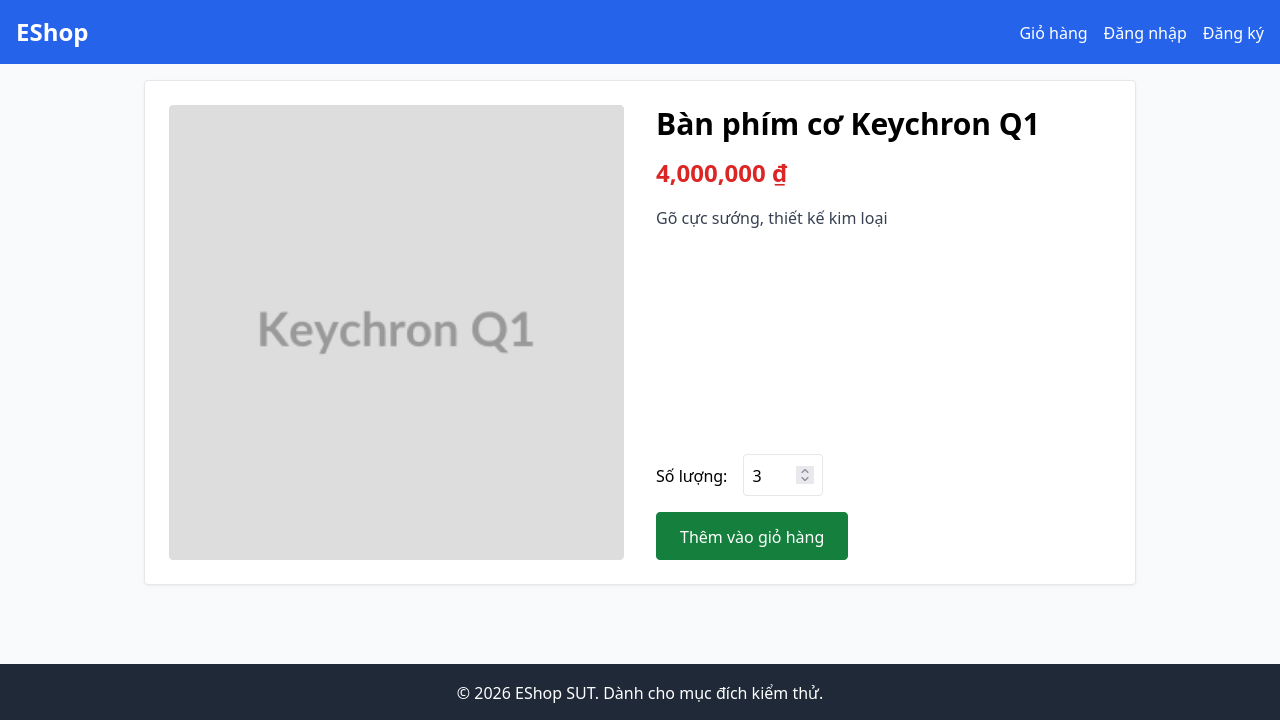 EShop
Giỏ hàng
Đăng nhập
Đăng ký
Keychron Q1
Bàn phím cơ Keychron Q1
4,000,000 ₫
Gõ cực sướng, thiết kế kim loại
Số lượng:
3
Thêm vào giỏ hàng
© 2026 EShop SUT. Dành cho mục đích kiểm thử.